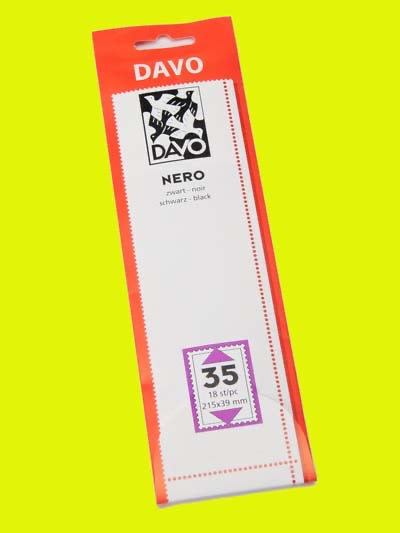 DAVO
DAVO
NERO
zwart - noir
schwarz - black
35
18 st/pc
215x39 mm